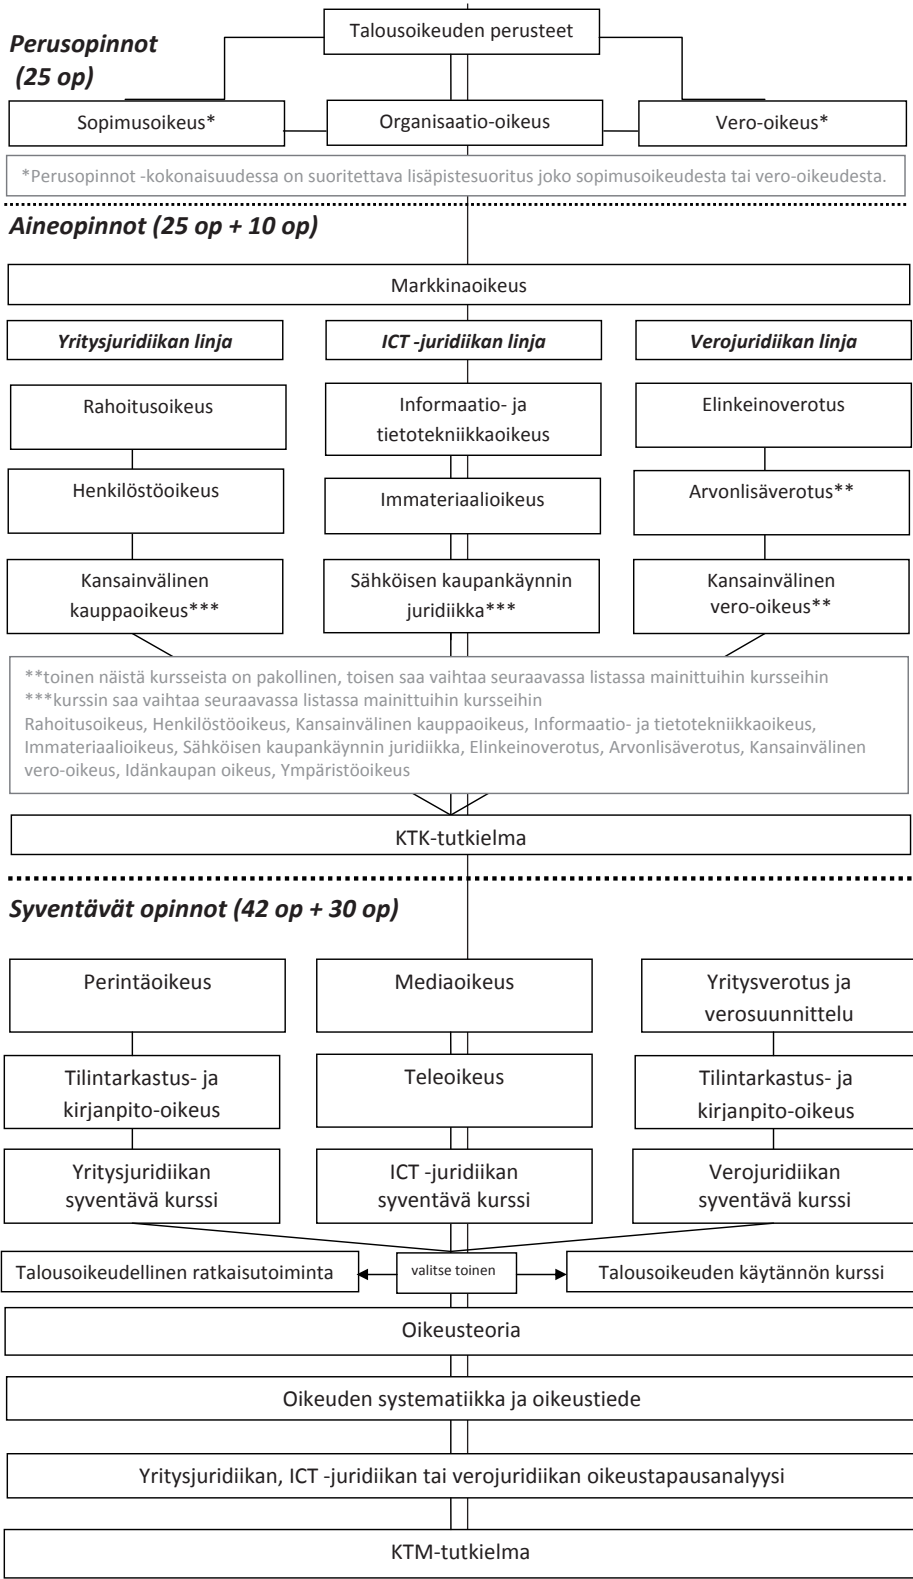 Perusopinnot
(25 op)
Talousoikeuden perusteet
Sopimusoikeus*
Organisaatio-oikeus
Vero-oikeus*
*Perusopinnot -kokonaisuudessa on suoritettava lisäpistesuoritus joko sopimusoikeudesta tai vero-oikeudesta.
Aineopinnot (25 op + 10 op)
Markkinaoikeus
Yritysjuridiikan linja
ICT -juridiikan linja
Verojuridiikan linja
Rahoitusoikeus
Informaatio- ja
tietotekniikkaoikeus
Elinkeinoverotus
Henkilöstöoikeus
Immateriaalioikeus
Arvonlisäverotus**
Kansainvälinen
kauppaoikeus***
Sähköisen kaupankäynnin
juridiikka***
Kansainvälinen
vero-oikeus**
**toinen näistä kursseista on pakollinen, toisen saa vaihtaa seuraavassa listassa mainittuihin kursseihin
***kurssin saa vaihtaa seuraavassa listassa mainittuihin kursseihin
Rahoitusoikeus, Henkilöstöoikeus, Kansainvälinen kauppaoikeus, Informaatio- ja tietotekniikkaoikeus,
Immateriaalioikeus, Sähköisen kaupankäynnin juridiikka, Elinkeinoverotus, Arvonlisäverotus, Kansainvälinen
vero-oikeus, Idänkaupan oikeus, Ympäristöoikeus
KTK-tutkielma
Syventävät opinnot (42 op + 30 op)
Perintäoikeus
Mediaoikeus
Yritysverotus ja
verosuunnittelu
Tilintarkastus- ja
kirjanpito-oikeus
Teleoikeus
Tilintarkastus- ja
kirjanpito-oikeus
Yritysjuridiikan
syventävä kurssi
ICT -juridiikan
syventävä kurssi
Verojuridiikan
syventävä kurssi
Talousoikeudellinen ratkaisutoiminta
valitse toinen
Talousoikeuden käytännön kurssi
Oikeusteoria
Oikeuden systematiikka ja oikeustiede
Yritysjuridiikan, ICT -juridiikan tai verojuridiikan oikeustapausanalyysi
KTM-tutkielma